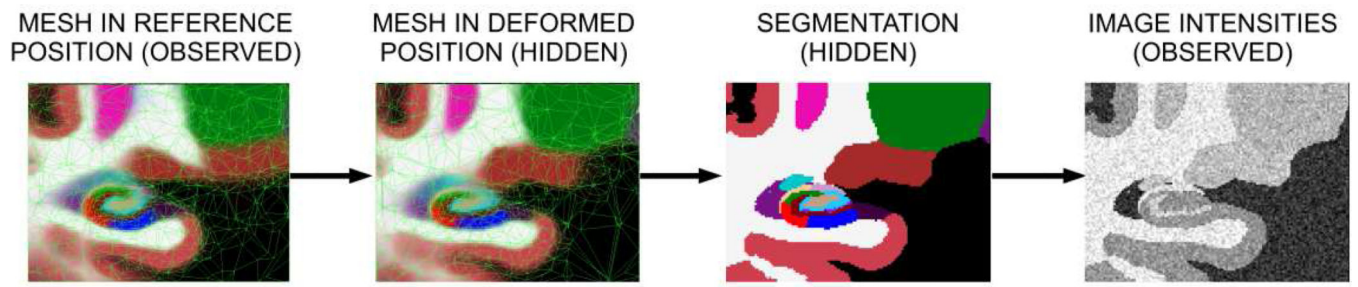 MESH IN REFERENCE
POSITION (OBSERVED)
MESH IN DEFORMED
POSITION (HIDDEN)
SEGMENTATION
(HIDDEN)
IMAGE INTENSITIES
(OBSERVED)